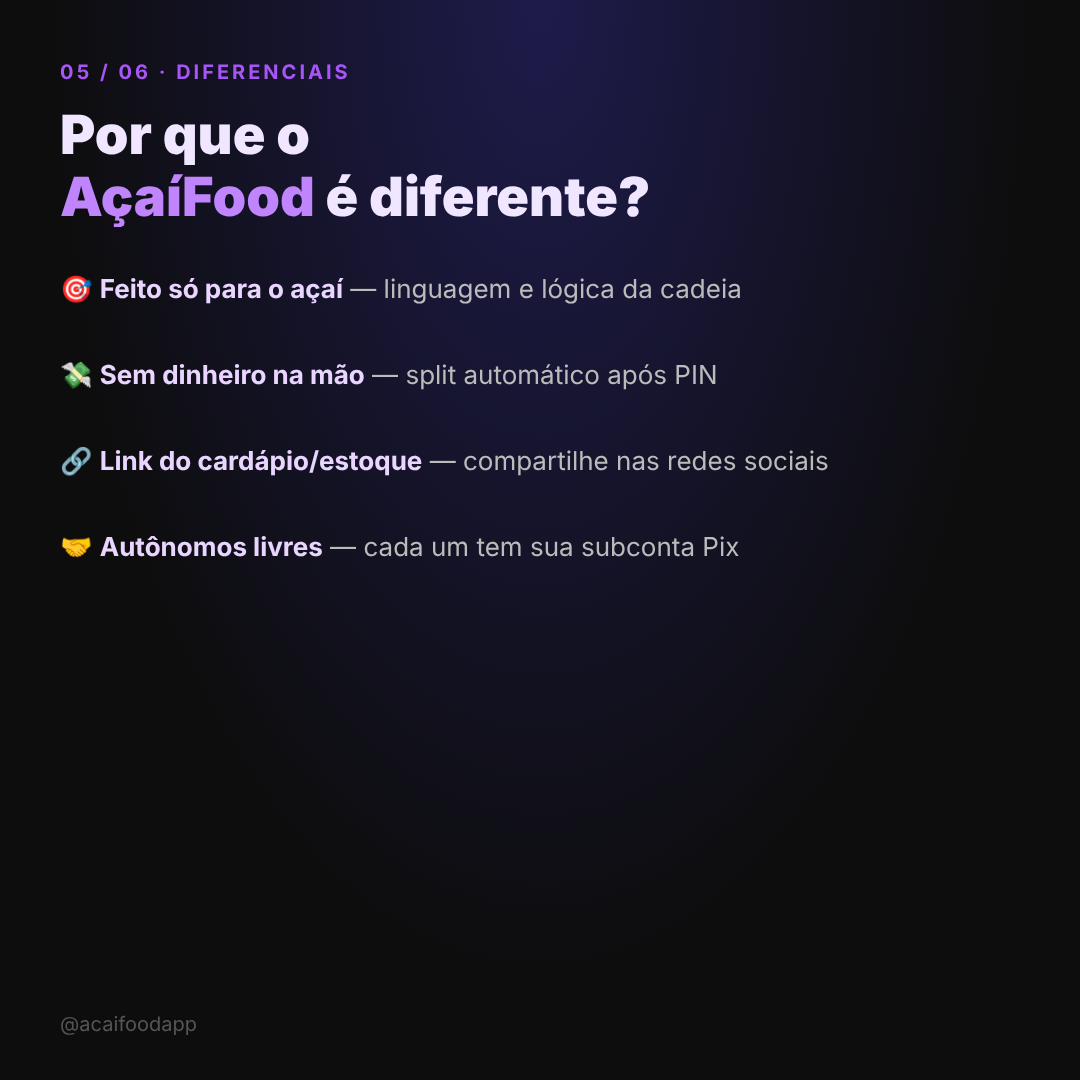 05 / 06 · DIFERENCIAIS
Por que o
AçaíFood é diferente?
🎯 Feito só para o açaí — linguagem e lógica da cadeia
💸 Sem dinheiro na mão — split automático após PIN
🔗 Link do cardápio/estoque — compartilhe nas redes sociais
🤝 Autônomos livres — cada um tem sua subconta Pix
@acaifoodapp